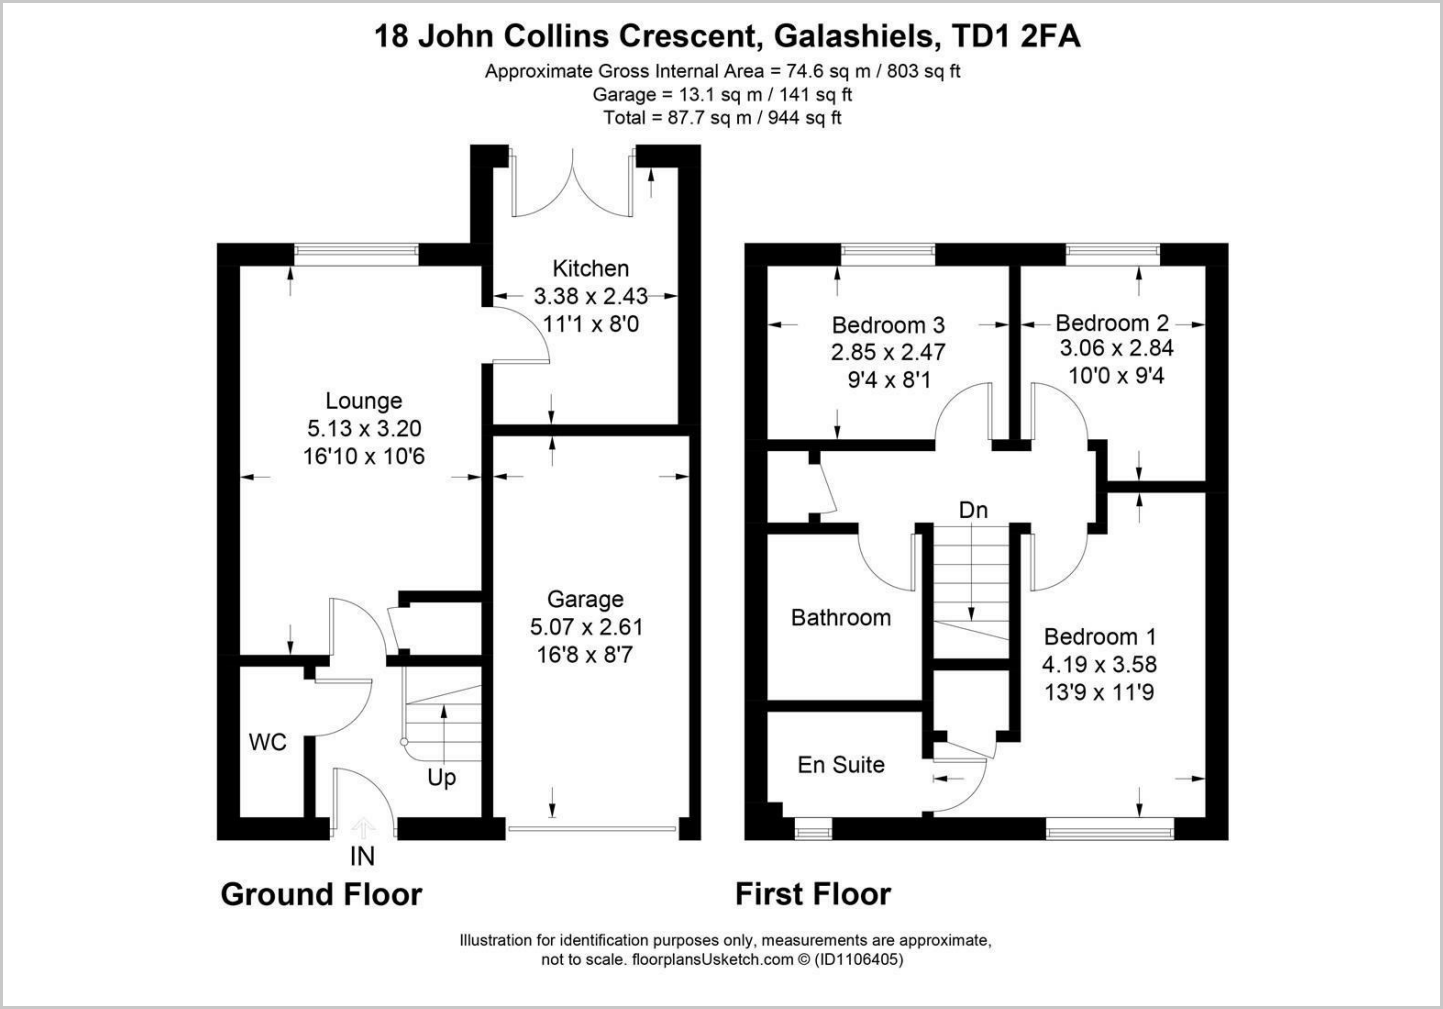 18 John Collins Crescent, Galashiels, TD1 2FA
Approximate Gross Internal Area = 74.6 sq m / 803 sq ft
Garage = 13.1 sq m / 141 sq ft
Total = 87.7 sq m / 944 sq ft
Kitchen
3.38 x 2.43
11'1 x 8'0
Lounge
5.13 x 3.20
16'10 x 10'6
Garage
5.07 x 2.61
16'8 x 8'7
WC
Up
IN
Ground Floor
Bedroom 3
2.85 x 2.47
9'4 x 8'1
Bedroom 2
3.06 x 2.84
10'0 x 9'4
Dn
Bathroom
Bedroom 1
4.19 x 3.58
13'9 x 11'9
En Suite
First Floor
Illustration for identification purposes only, measurements are approximate,
not to scale. floorplansUsketch.com © (ID1106405)